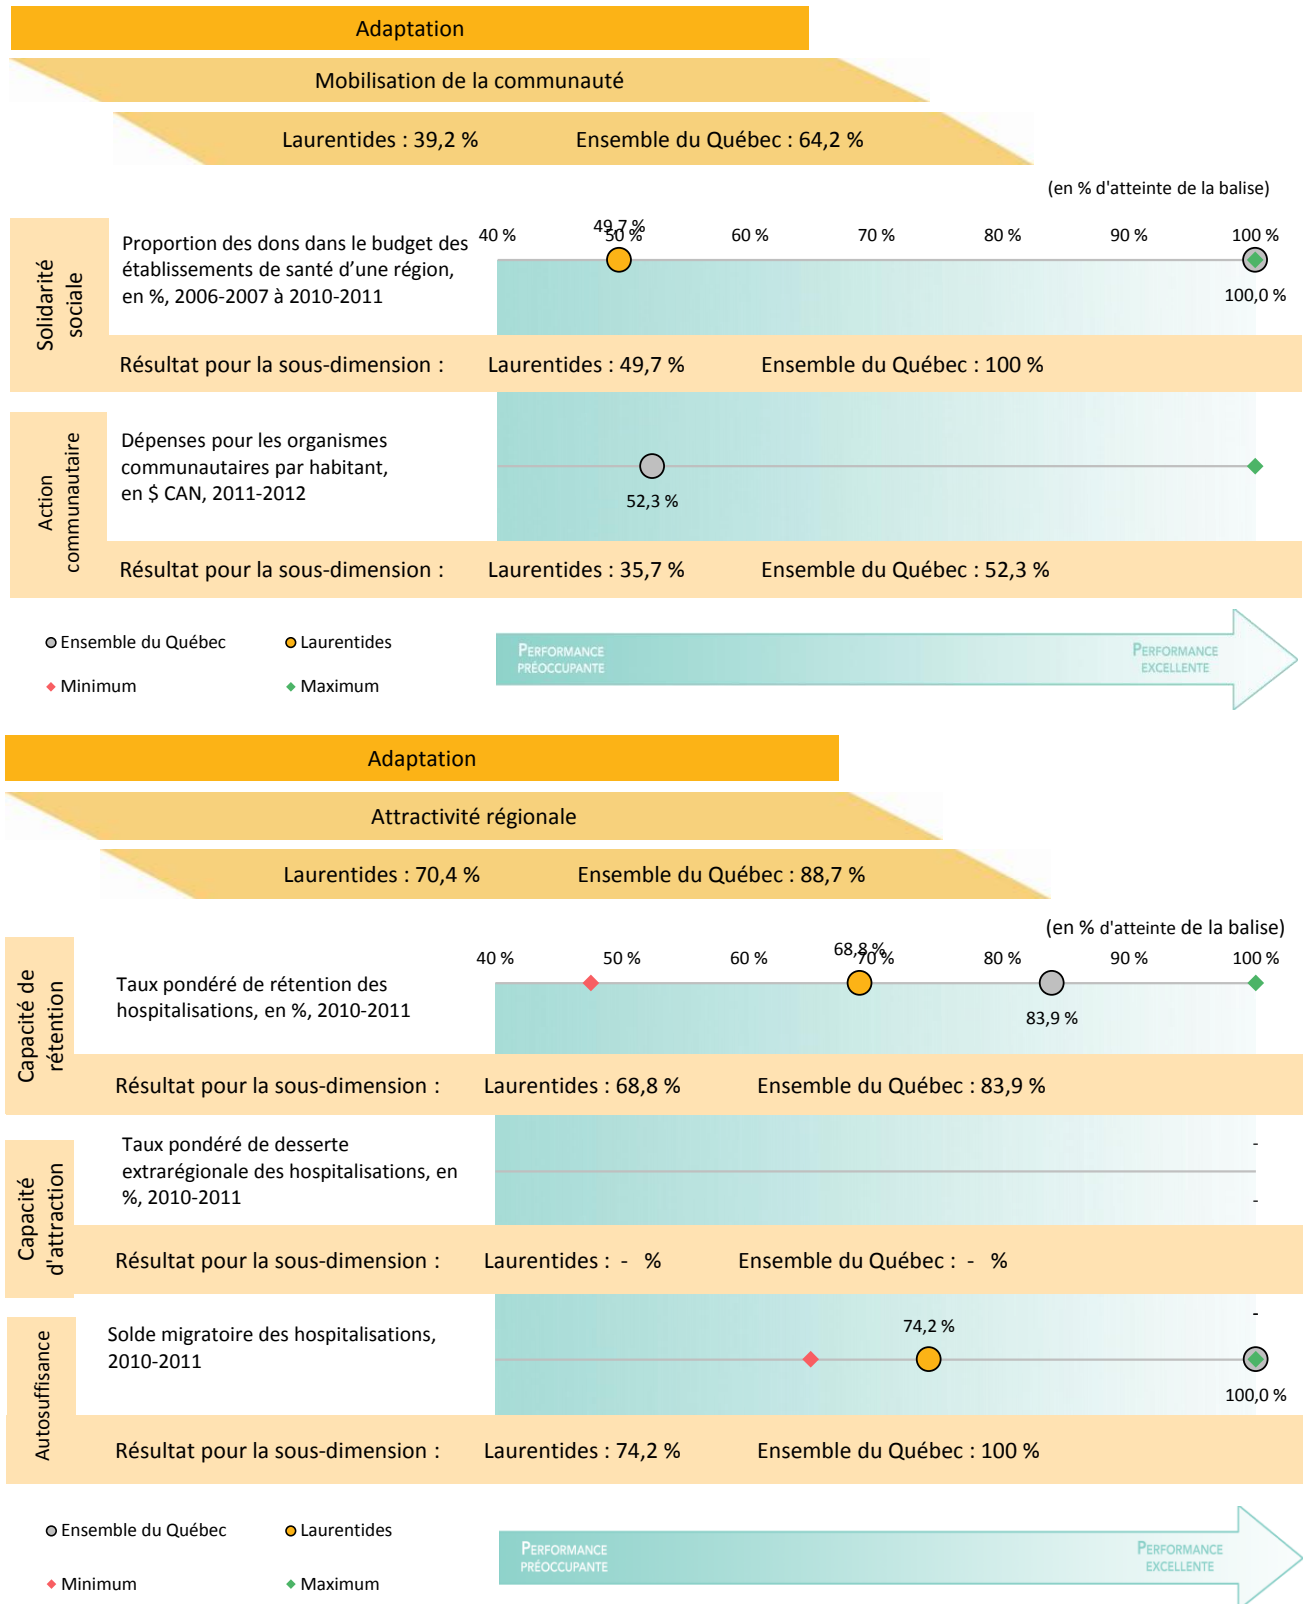 Adaptation
Mobilisation de la communauté
Laurentides : 39,2 % Ensemble du Québec : 64,2 %
(en % d'atteinte de la balise)
40 % 50 % 60 % 70 % 80 % 90 % 100 %
49,7 %
Solidarité
sociale
Proportion des dons dans le budget des
établissements de santé d’une région,
en %, 2006-2007 à 2010-2011
100,0 %
Résultat pour la sous-dimension : Laurentides : 49,7 % Ensemble du Québec : 100 %
Action
communautaire
Dépenses pour les organismes
communautaires par habitant,
en $ CAN, 2011-2012
52,3 %
Résultat pour la sous-dimension : Laurentides : 35,7 % Ensemble du Québec : 52,3 %
Ensemble du Québec Laurentides
Minimum Maximum
PERFORMANCE
PRÉOCCUPANTE
PERFORMANCE
EXCELLENTE
Adaptation
Attractivité régionale
Laurentides : 70,4 % Ensemble du Québec : 88,7 %
(en % d'atteinte de la balise)
40 % 50 % 60 % 70 % 80 % 90 % 100 %
68,8 %
Capacité de
rétention
Taux pondéré de rétention des
hospitalisations, en %, 2010-2011
83,9 %
Résultat pour la sous-dimension : Laurentides : 68,8 % Ensemble du Québec : 83,9 %
Capacité
d'attraction
Taux pondéré de desserte
extrarégionale des hospitalisations, en
%, 2010-2011
-
-
Résultat pour la sous-dimension : Laurentides : - % Ensemble du Québec : - %
Autosuffisance
Solde migratoire des hospitalisations,
2010-2011
-
74,2 %
100,0 %
Résultat pour la sous-dimension : Laurentides : 74,2 % Ensemble du Québec : 100 %
Ensemble du Québec Laurentides
Minimum Maximum
PERFORMANCE
PRÉOCCUPANTE
PERFORMANCE
EXCELLENTE